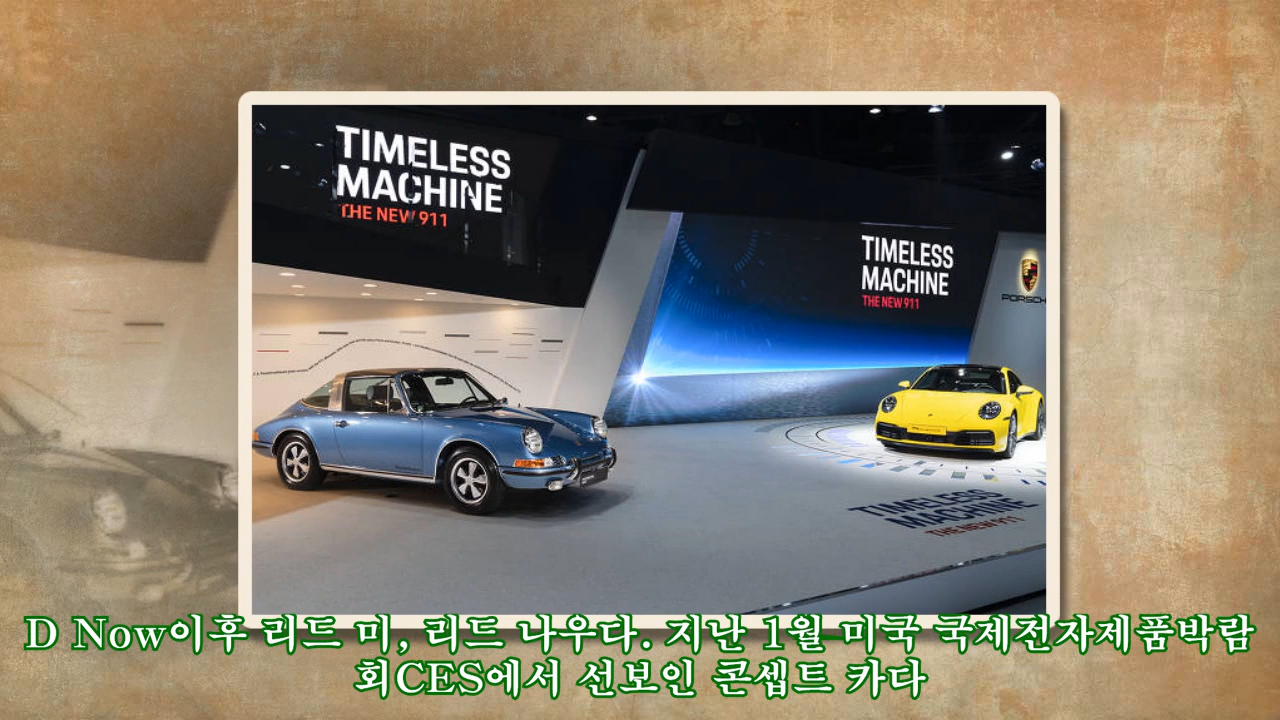 TIMELESS
MACHINE
THE NEW 911
TIMELESS
MACHINE
THE NEW 911
PORSCH
TIMELESS
MACHINE
THE NEW 911
D Now이후 리드 미, 리드 나우다. 지난 1월 미국 국제전자제품박람
회CES에서 선보인 콘셉트 카다